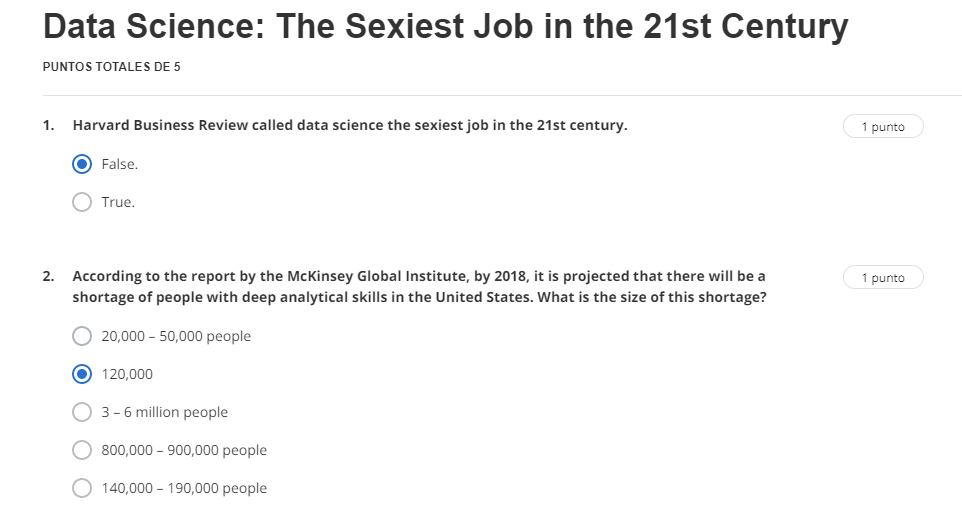 Data Science: The Sexiest Job in the 21st Century
PUNTOS TOTALES DE 5
1. Harvard Business Review called data science the sexiest job in the 21st century.
1 punto
False.
True.
2. According to the report by the McKinsey Global Institute, by 2018, it is projected that there will be a
shortage of people with deep analytical skills in the United States. What is the size of this shortage?
1 punto
20,000 – 50,000 people
120,000
3 – 6 million people
800,000 – 900,000 people
140,000 – 190,000 people